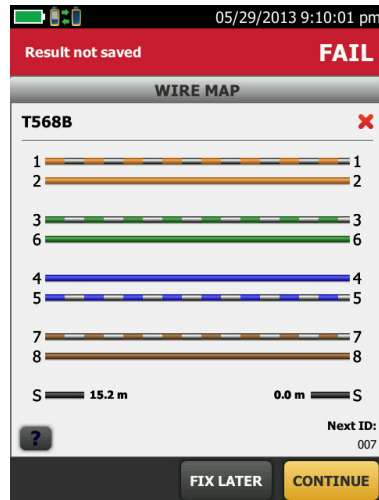 05/29/2013 9:10:01 pm
Result not saved FAIL
WIRE MAP
T568B
1 1
2 2
3 3
6 6
4 4
5 5
7 7
8 8
S 15.2 m 0.0 m S
Next ID:
? 007
FIX LATER CONTINUE